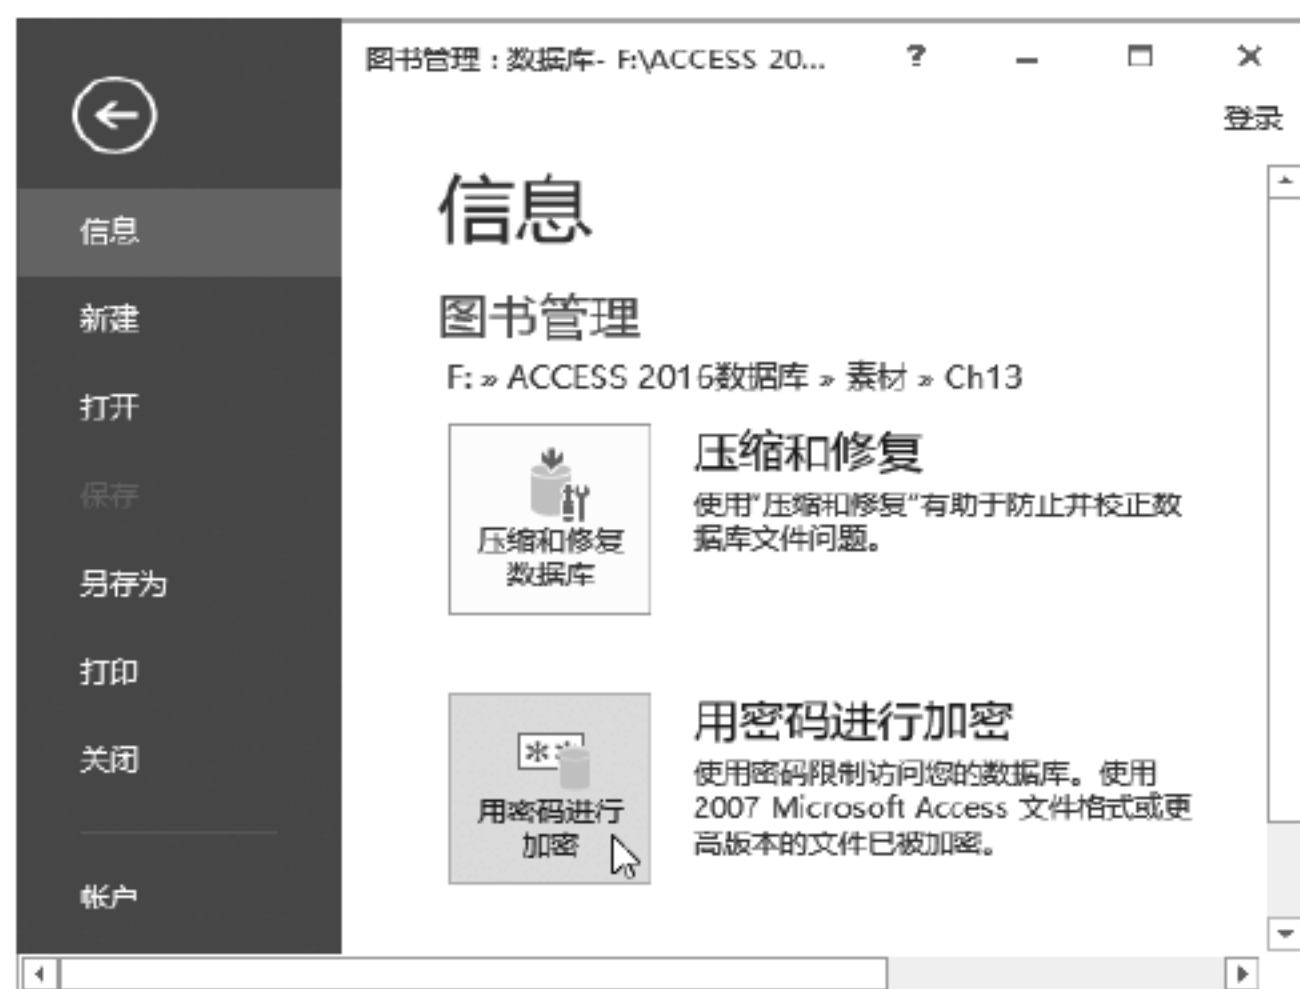 图书管理：数据库- F:\ACCESS 20...
?
登录
信息
新建
打开
保存
另存为
打印
关闭
帐户
信息
图书管理
F: » ACCESS 2016数据库 » 素材 » Ch13
压缩和修复
数据库
压缩和修复
使用"压缩和修复"有助于防止并校正数
据库文件问题。
用密码进行
加密
用密码进行加密
使用密码限制访问您的数据库。使用
2007 Microsoft Access 文件格式或更
高版本的文件已被加密。